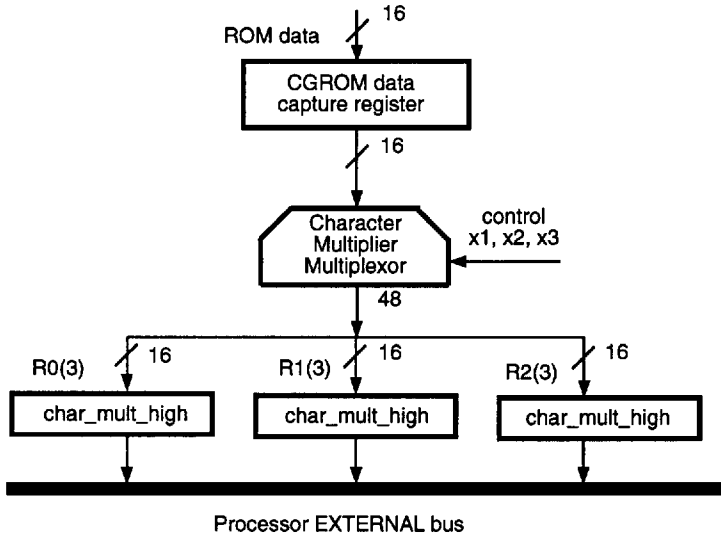 16
ROM data
CGROM data
capture register
16
Character
Multiplier
Multiplexor
control
x1, x2, x3
48
R0(3)
16
R1(3)
16
R2(3)
16
char_mult_high
char_mult_high
char_mult_high
Processor EXTERNAL bus